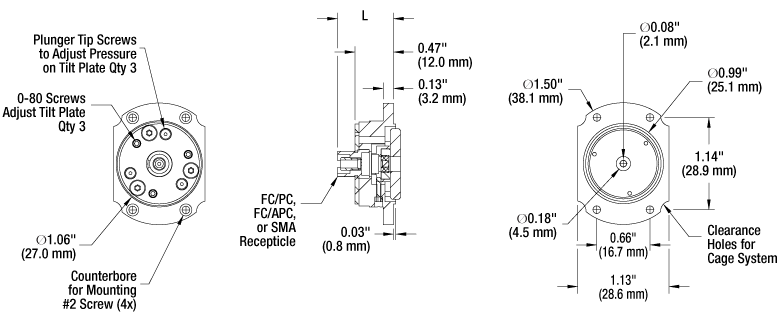 Plunger Tip Screws
to Adjust Pressure
on Tilt Plate Qty 3
0-80 Screws
Adjust Tilt Plate
Qty 3
Ø1.06"
(27.0 mm)
Counterbore
for Mounting
#2 Screw (4x)
L
0.47"
(12.0 mm)
0.13"
(3.2 mm)
FC/PC,
FC/APC,
or SMA
Recepticle
0.03"
(0.8 mm)
Ø0.08"
(2.1 mm)
Ø1.50"
(38.1 mm)
Ø0.99"
(25.1 mm)
1.14"
(28.9 mm)
Ø0.18"
(4.5 mm)
0.66"
(16.7 mm)
1.13"
(28.6 mm)
Clearance
Holes for
Cage System